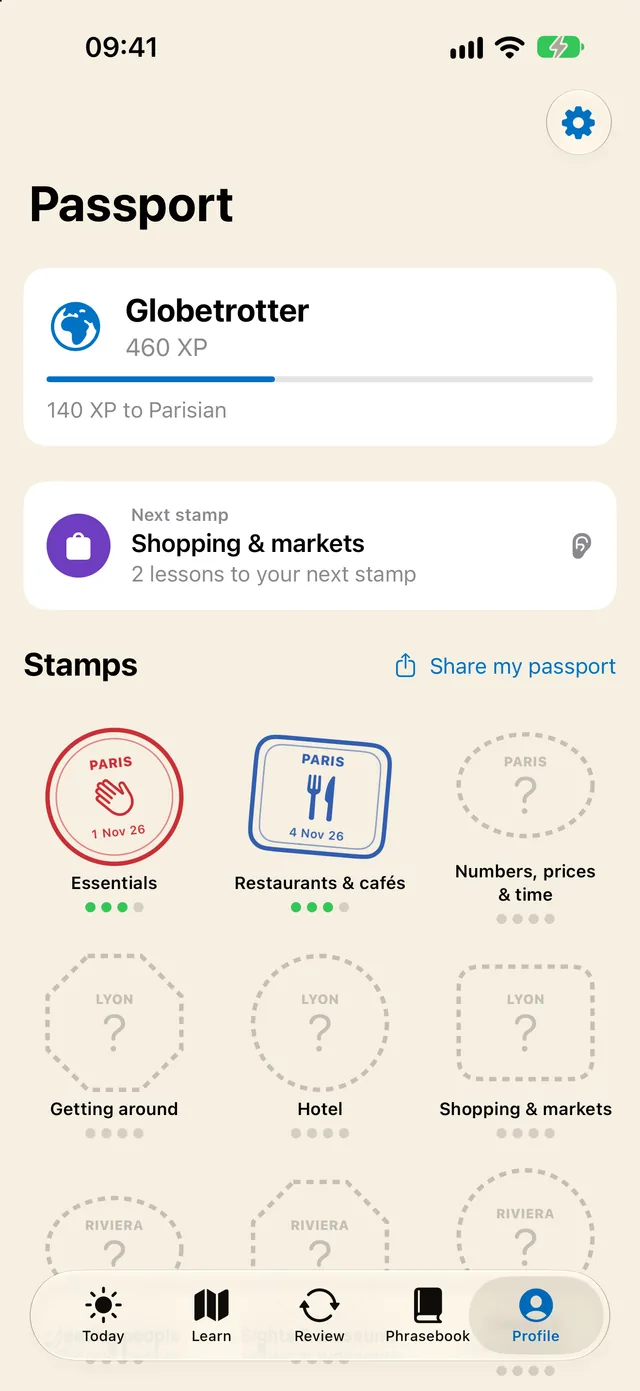 09:41
Passport
Globetrotter
460 XP
140 XP to Parisian
Next stamp
Shopping & markets
2 lessons to your next stamp
Stamps
Share my passport
PARIS
1 Nov 26
Essentials
PARIS
4 Nov 26
Restaurants & cafés
PARIS
?
Numbers, prices
& time
LYON
?
Getting around
LYON
?
Hotel
LYON
?
Shopping & markets
RIVIERA
?
RIVIERA
?
RIVIERA
?
Today
Learn
Review
Phrasebook
Profile